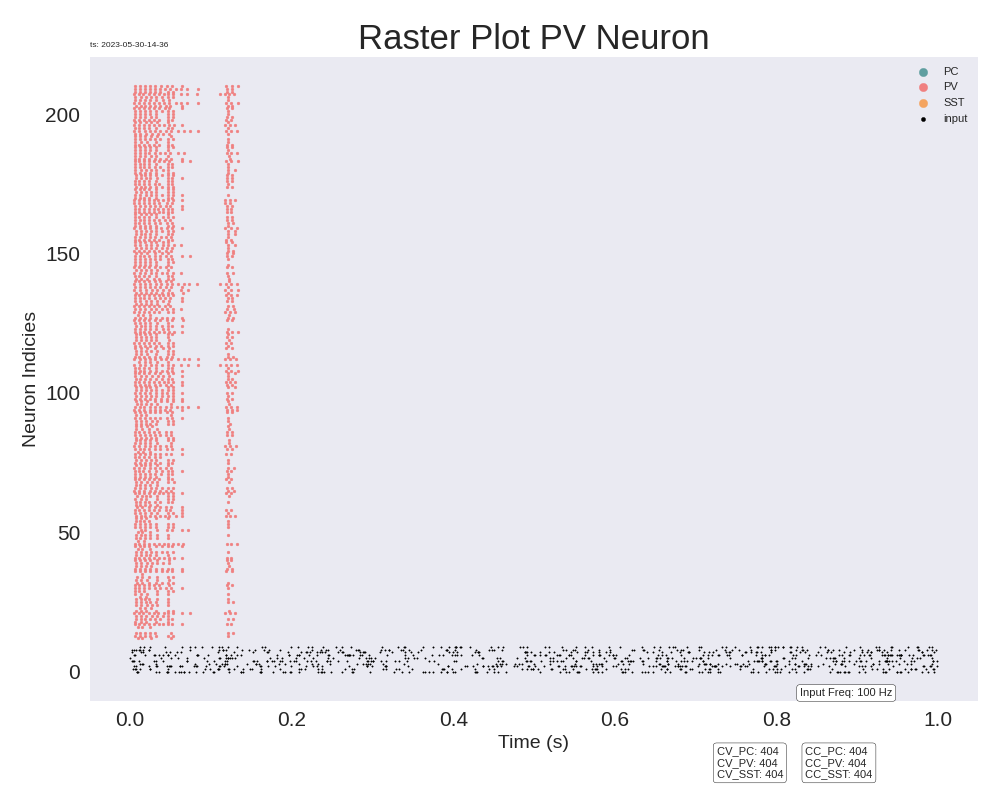 Raster Plot PV Neuron
ts: 2023-05-30-14-36
PC
PV
SST
input
200
150
100
50
0
Neuron Indicies
Input Freq: 100 Hz
0.0 0.2 0.4 0.6 0.8 1.0
Time (s)
CV_PC: 404
CV_PV: 404
CV_SST: 404
CC_PC: 404
CC_PV: 404
CC_SST: 404